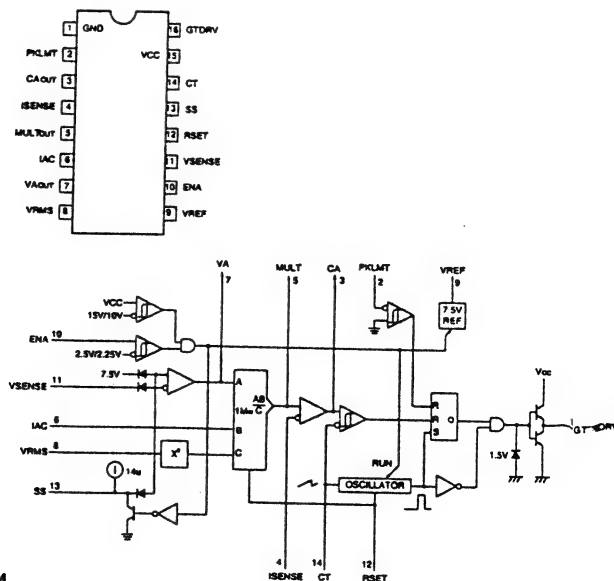 1 GND
16 GTDRV
PKLMT 2
VCC 15
CAOUT 3
14 CT
ISENSE 4
13 SS
MULTOUT 5
12 RSET
IAC 6
11 VSENSE
VAOUT 7
10 ENA
VRMS 8
9 VREF
VA
7
MULT
5
CA
3
PKLMT
2
VREF
9
VCC
15V/10V
7.5V
REF
ENA 10
2.5V/2.25V
Vcc
7.5V
VSENSE 11
A
AB
C
IAC 6
B
VRMS 8
X²
C
R
R
S
1.5V
GT DRV
14u
SS 13
RUN
OSCILLATOR
4
ISENSE
14
CT
12
RSET